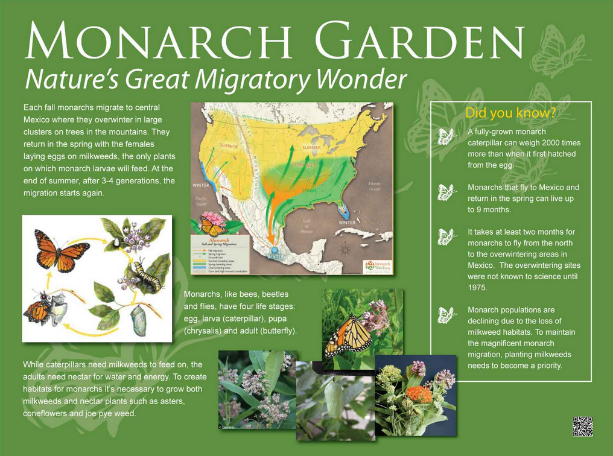 MONARCH GARDEN
Nature's Great Migratory Wonder
Each fall monarchs migrate to central
Mexico where they overwinter in large
clusters on trees in the mountains. They
return in the spring with the females
laying eggs on milkweeds, the only plants
on which monarch larvae will feed. At the
end of summer, after 3-4 generations, the
migration starts again.
SUMMER
SUMMER
WINTER
WINTER
Monarch
Monarchs, like bees, beetles
and flies, have four life stages:
egg, larva (caterpillar), pupa
(chrysalis) and adult (butterfly).
While caterpillars need milkweeds to feed on, the
adults need nectar for water and energy. To create
habitats for monarchs it's necessary to grow both
milkweeds and nectar plants such as asters,
coneflowers and joe pye weed.
Did you know?
A fully-grown monarch
caterpillar can weigh 2000 times
more than when it first hatched
from the egg.
Monarchs that fly to Mexico and
return in the spring can live up
to 9 months.
It takes at least two months for
monarchs to fly from the north
to the overwintering areas in
Mexico. The overwintering sites
were not known to science until
1975.
Monarch populations are
declining due to the loss of
milkweed habitats. To maintain
the magnificent monarch
migration, planting milkweeds
needs to become a priority.